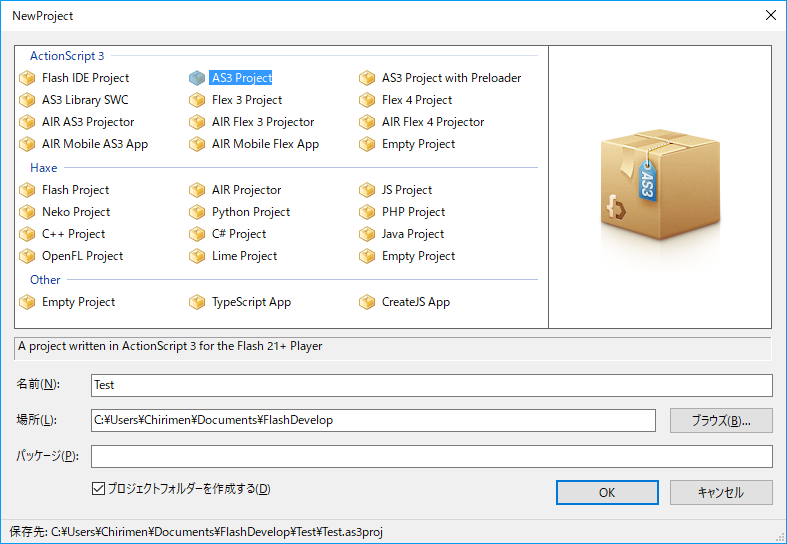 NewProject
ActionScript 3
Flash IDE Project AS3 Project AS3 Project with Preloader
AS3 Library SWC Flex 3 Project Flex 4 Project
AIR AS3 Projector AIR Flex 3 Projector AIR Flex 4 Projector
AIR Mobile AS3 App AIR Mobile Flex App Empty Project
AS3
Haxe
Flash Project AIR Projector JS Project
Neko Project Python Project PHP Project
C++ Project C# Project Java Project
OpenFL Project Lime Project Empty Project
Other
Empty Project TypeScript App CreateJS App
A project written in ActionScript 3 for the Flash 21+ Player
名前(N): Test
場所(L): C:¥Users¥Chirimen¥Documents¥FlashDevelop ブラウズ(B)...
パッケージ(P):
プロジェクトフォルダーを作成する(D) OK キャンセル
保存先: C:¥Users¥Chirimen¥Documents¥FlashDevelop¥Test¥Test.as3proj